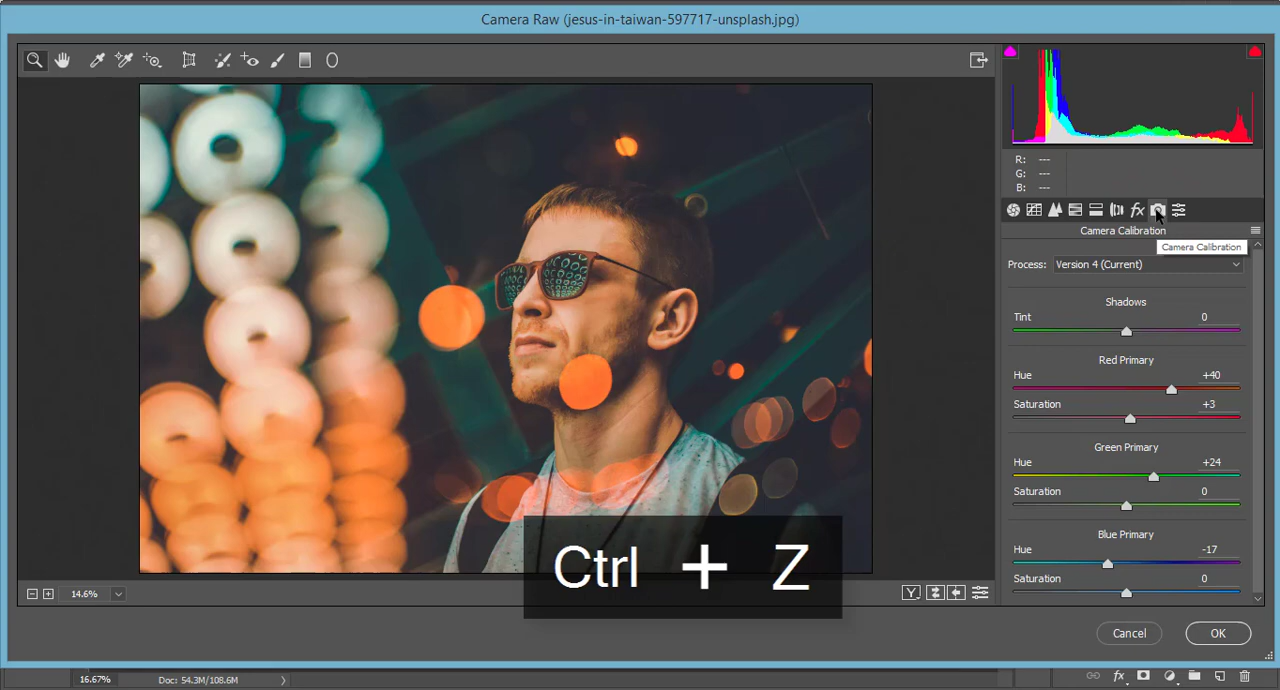 Camera Raw (jesus-in-taiwan-597717-unsplash.jpg)
R: ---
G: ---
B: ---
fx
Camera Calibration
Camera Calibration
Process: Version 4 (Current)
Shadows
Tint 0
Red Primary
Hue +40
Saturation +3
Green Primary
Hue +24
Saturation 0
Blue Primary
Hue -17
Saturation 0
Ctrl + Z
14.6%
Y
Cancel OK
16.67% Doc: 54.3M/108.6M
fx